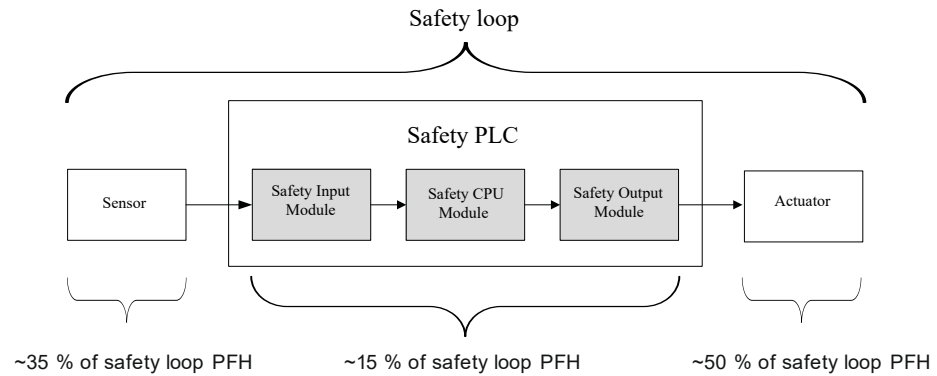 Safety loop
Safety PLC
Sensor
Safety Input
Module
Safety CPU
Module
Safety Output
Module
Actuator
~35 % of safety loop PFH
~15 % of safety loop PFH
~50 % of safety loop PFH